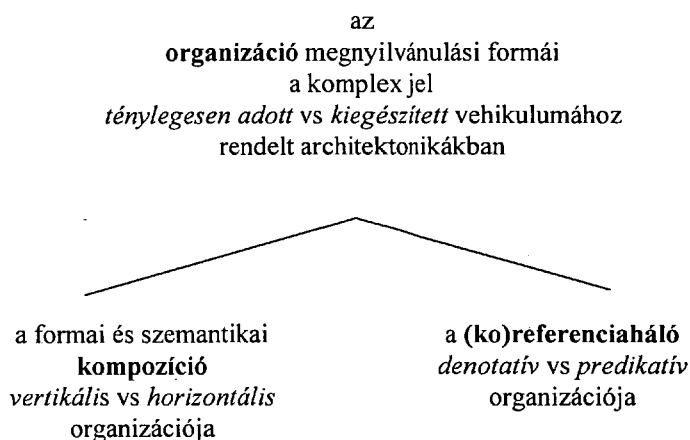 az
organizáció megnyilvánulási formái
a komplex jel
ténylegesen adott vs kiegészített vehikulumához
rendelt architektonikákban
a formai és szemantikai
kompozíció
vertikális vs horizontális
organizációja
a (ko)referenciaháló
denotatív vs predikatív
organizációja